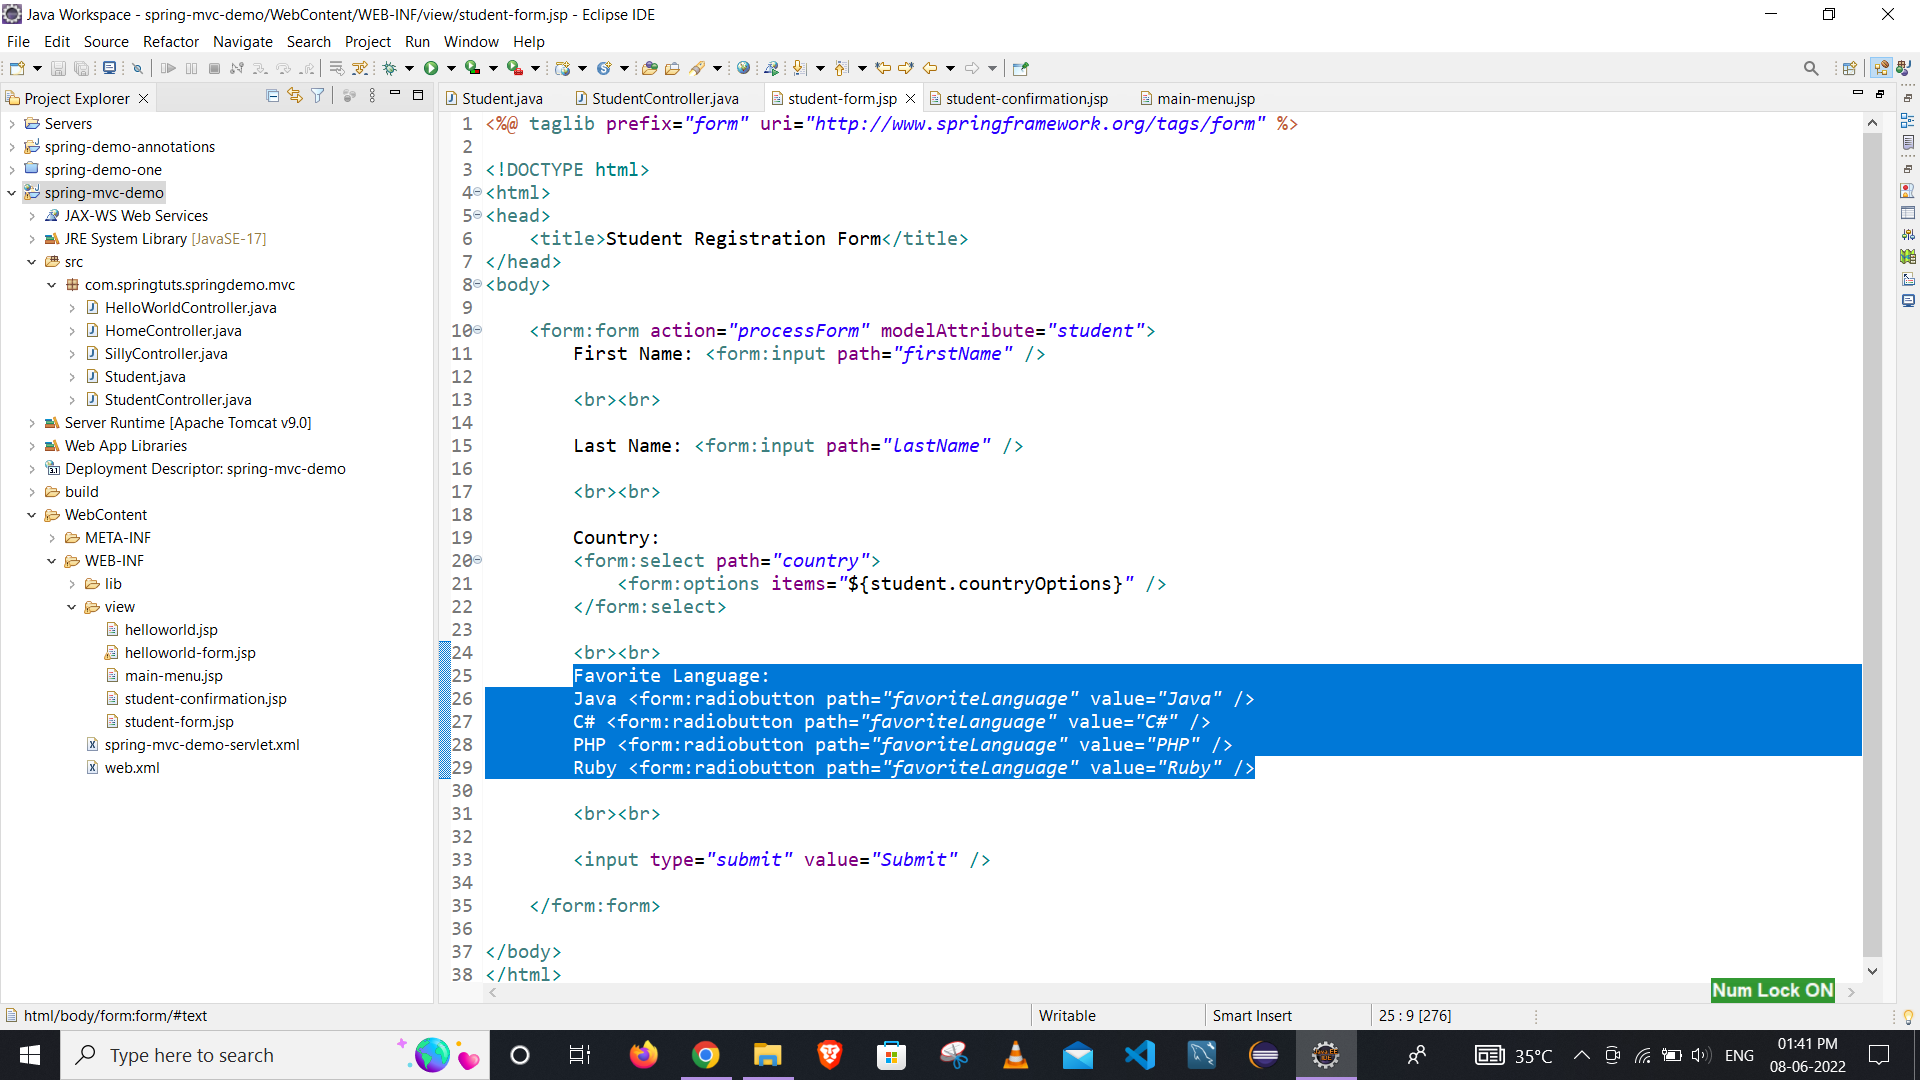 Java Workspace - spring-mvc-demo/WebContent/WEB-INF/view/student-form.jsp - Eclipse IDE
File Edit Source Refactor Navigate Search Project Run Window Help
Project Explorer
Servers
spring-demo-annotations
spring-demo-one
spring-mvc-demo
JAX-WS Web Services
JRE System Library [JavaSE-17]
src
com.springtuts.springdemo.mvc
HelloWorldController.java
HomeController.java
SillyController.java
Student.java
StudentController.java
Server Runtime [Apache Tomcat v9.0]
Web App Libraries
Deployment Descriptor: spring-mvc-demo
build
WebContent
META-INF
WEB-INF
lib
view
helloworld.jsp
helloworld-form.jsp
main-menu.jsp
student-confirmation.jsp
student-form.jsp
spring-mvc-demo-servlet.xml
web.xml
Student.java StudentController.java student-form.jsp student-confirmation.jsp main-menu.jsp
1 <%@ taglib prefix="form" uri="http://www.springframework.org/tags/form" %>
2
3 <!DOCTYPE html>
4 <html>
5 <head>
6 <title>Student Registration Form</title>
7 </head>
8 <body>
9
10 <form:form action="processForm" modelAttribute="student">
11 First Name: <form:input path="firstName" />
12
13 <br><br>
14
15 Last Name: <form:input path="lastName" />
16
17 <br><br>
18
19 Country:
20 <form:select path="country">
21 <form:options items="${student.countryOptions}" />
22 </form:select>
23
24 <br><br>
25 Favorite Language:
26 Java <form:radiobutton path="favoriteLanguage" value="Java" />
27 C# <form:radiobutton path="favoriteLanguage" value="C#" />
28 PHP <form:radiobutton path="favoriteLanguage" value="PHP" />
29 Ruby <form:radiobutton path="favoriteLanguage" value="Ruby" />
30
31 <br><br>
32
33 <input type="submit" value="Submit" />
34
35 </form:form>
36
37 </body>
38 </html>
Num Lock ON
html/body/form:form/#text Writable Smart Insert 25 : 9 [276]
Type here to search 35°C ENG 01:41 PM
08-06-2022